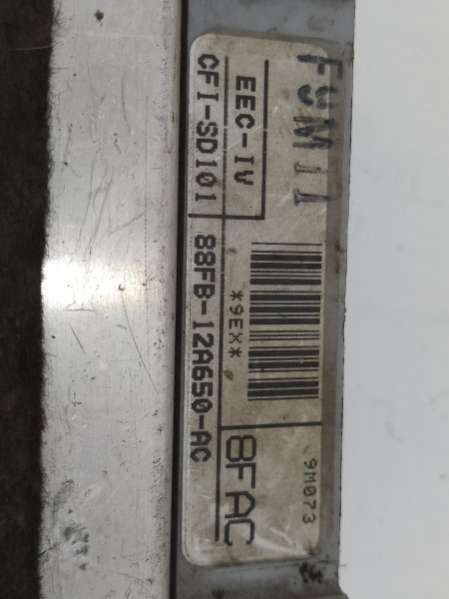 FSM11
EEC-IV
*9EX*
9M073
CFI-SD101
88FB-12A650-AC
8FAC